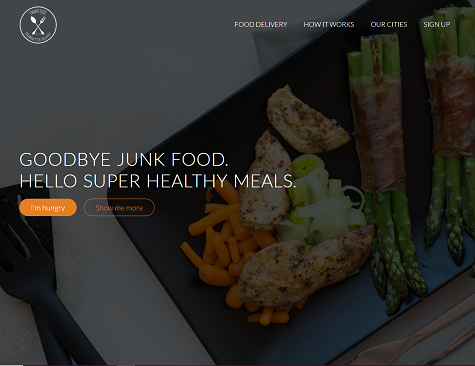 FOOD DELIVERY HOW IT WORKS OUR CITIES SIGN UP
GOODBYE JUNK FOOD.
HELLO SUPER HEALTHY MEALS.
I'm hungry Show me more